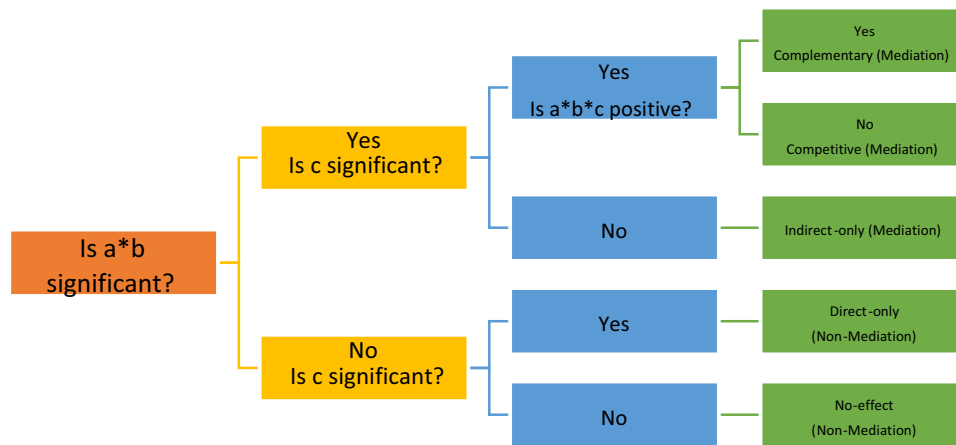 Is a*b
significant?
Yes
Is c significant?
No
Is c significant?
Yes
Is a*b*c positive?
No
Yes
No
Yes
Complementary (Mediation)
No
Competitive (Mediation)
Indirect-only (Mediation)
Direct-only
(Non-Mediation)
No-effect
(Non-Mediation)